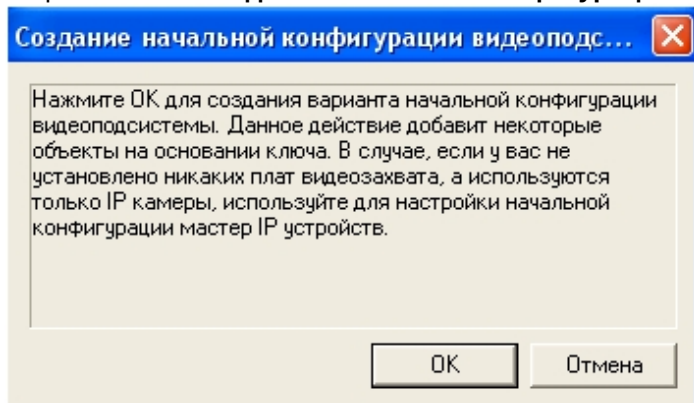 Создание начальной конфигурации видеоподс...
Нажмите ОК для создания варианта начальной конфигурации
видеоподсистемы. Данное действие добавит некоторые
объекты на основании ключа. В случае, если у вас не
установлено никаких плат видеозахвата, а используются
только IP камеры, используйте для настройки начальной
конфигурации мастер IP устройств.
ОК
Отмена